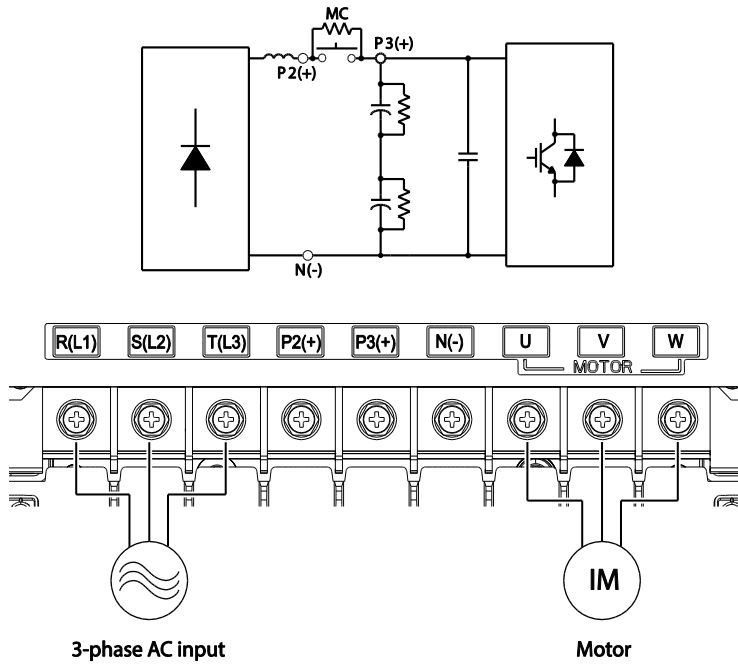 MC
P2(+)
P3(+)
N(-)
R(L1) S(L2) T(L3) P2(+) P3(+) N(-) U V W
MOTOR
IM
3-phase AC input
Motor